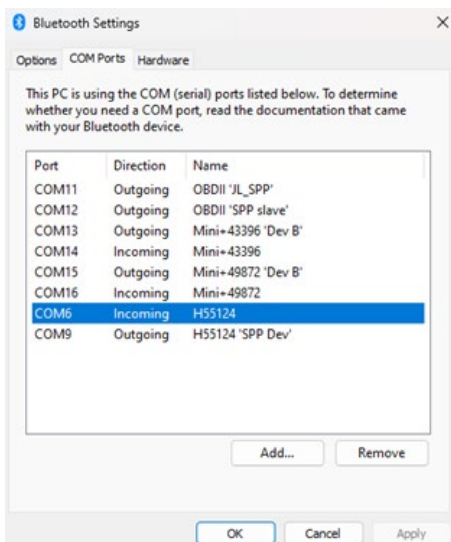 Bluetooth Settings
Options COM Ports Hardware
This PC is using the COM (serial) ports listed below. To determine
whether you need a COM port, read the documentation that came
with your Bluetooth device.
Port Direction Name
COM11 Outgoing OBDII 'JL_SPP'
COM12 Outgoing OBDII 'SPP slave'
COM13 Outgoing Mini+43396 'Dev B'
COM14 Incoming Mini+43396
COM15 Outgoing Mini+49872 'Dev B'
COM16 Incoming Mini+49872
COM6 Incoming H55124
COM9 Outgoing H55124 'SPP Dev'
Add... Remove
OK Cancel Apply